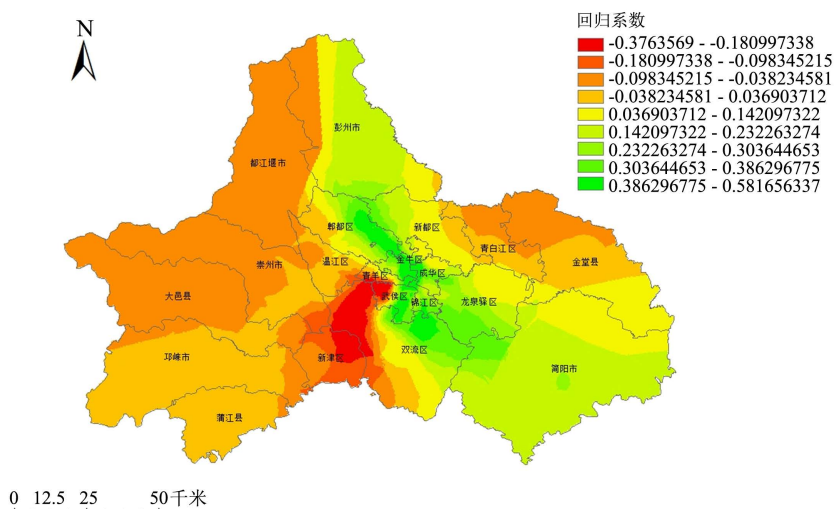 N
回归系数
-0.3763569 - -0.180997338
-0.180997338 - -0.098345215
-0.098345215 - -0.038234581
-0.038234581 - 0.036903712
0.036903712 - 0.142097322
0.142097322 - 0.232263274
0.232263274 - 0.303644653
0.303644653 - 0.386296775
0.386296775 - 0.581656337
彭州市
都江堰市
郫都区
新都区
青白江区
金堂县
崇州市
温江区
金牛区
青羊区
成华区
大邑县
武侯区
锦江区
龙泉驿区
邛崃市
新津区
双流区
简阳市
蒲江县
0 12.5 25 50千米